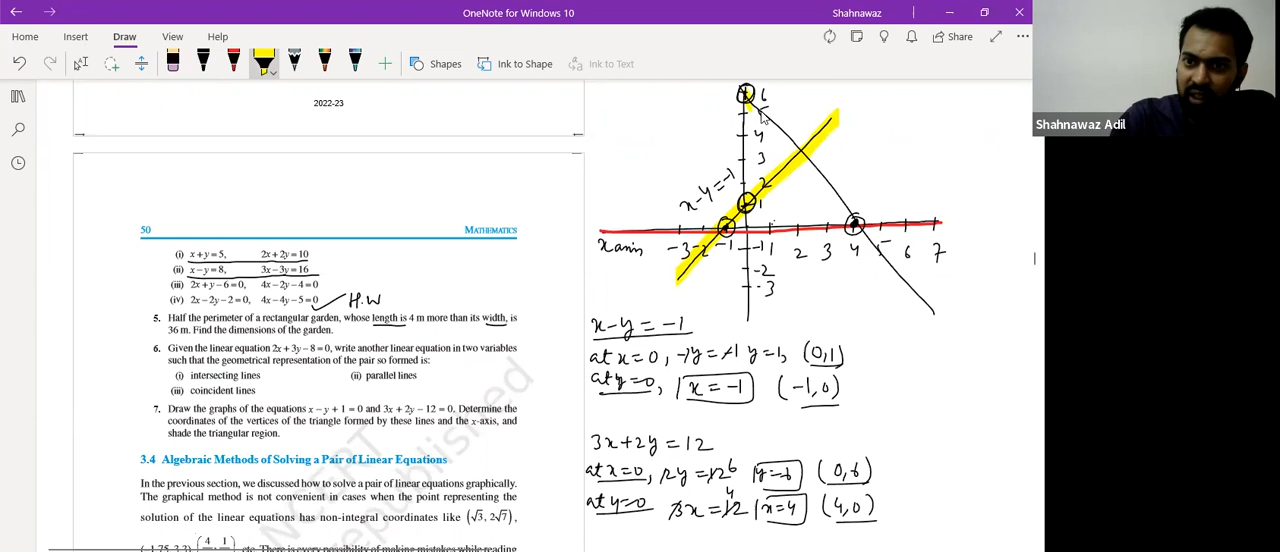 OneNote for Windows 10
Shahnawaz
Home Insert Draw View Help
Share
Shapes Ink to Shape Ink to Text
2022-23
50 MATHEMATICS
(i) x + y = 5, 2x + 2y = 10
(ii) x – y = 8, 3x – 3y = 16
(iii) 2x + y – 6 = 0, 4x – 2y – 4 = 0
(iv) 2x – 2y – 2 = 0, 4x – 4y – 5 = 0
H.W
5. Half the perimeter of a rectangular garden, whose length is 4 m more than its width, is
36 m. Find the dimensions of the garden.
6. Given the linear equation 2x + 3y – 8 = 0, write another linear equation in two variables
such that the geometrical representation of the pair so formed is:
(i) intersecting lines (ii) parallel lines
(iii) coincident lines
7. Draw the graphs of the equations x – y + 1 = 0 and 3x + 2y – 12 = 0. Determine the
coordinates of the vertices of the triangle formed by these lines and the x-axis, and
shade the triangular region.
3.4 Algebraic Methods of Solving a Pair of Linear Equations
In the previous section, we discussed how to solve a pair of linear equations graphically.
The graphical method is not convenient in cases when the point representing the
solution of the linear equations has non-integral coordinates like (√3, 2√7),
6
5
4
3
2
1
x-y=-1
x axis -3 -2 -1 1 2 3 4 5 6 7
-1
-2
-3
x-y = -1
at x=0, -y=-1 y=1, (0,1)
at y=0, x=-1 (-1,0)
3x+2y=12
at x=0, 2y=12 6 y=6 (0,6)
at y=0 3x=12 4 x=4 (4,0)
Shahnawaz Adil